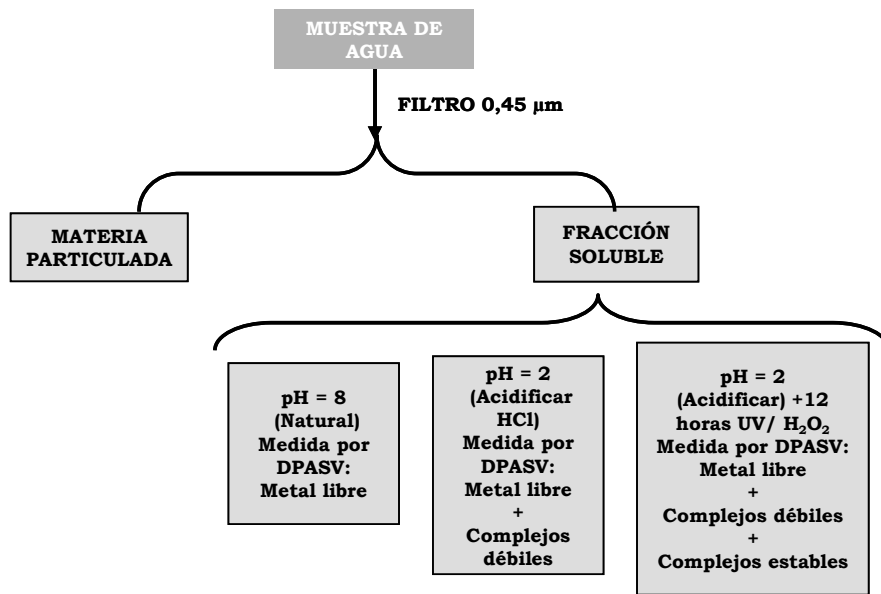 MUESTRA DE
AGUA
FILTRO 0,45 µm
MATERIA
PARTICULADA
FRACCIÓN
SOLUBLE
pH = 8
(Natural)
Medida por
DPASV:
Metal libre
pH = 2
(Acidificar
HCl)
Medida por
DPASV:
Metal libre
+
Complejos
débiles
pH = 2
(Acidificar) +12
horas UV/ H₂O₂
Medida por DPASV:
Metal libre
+
Complejos débiles
+
Complejos estables